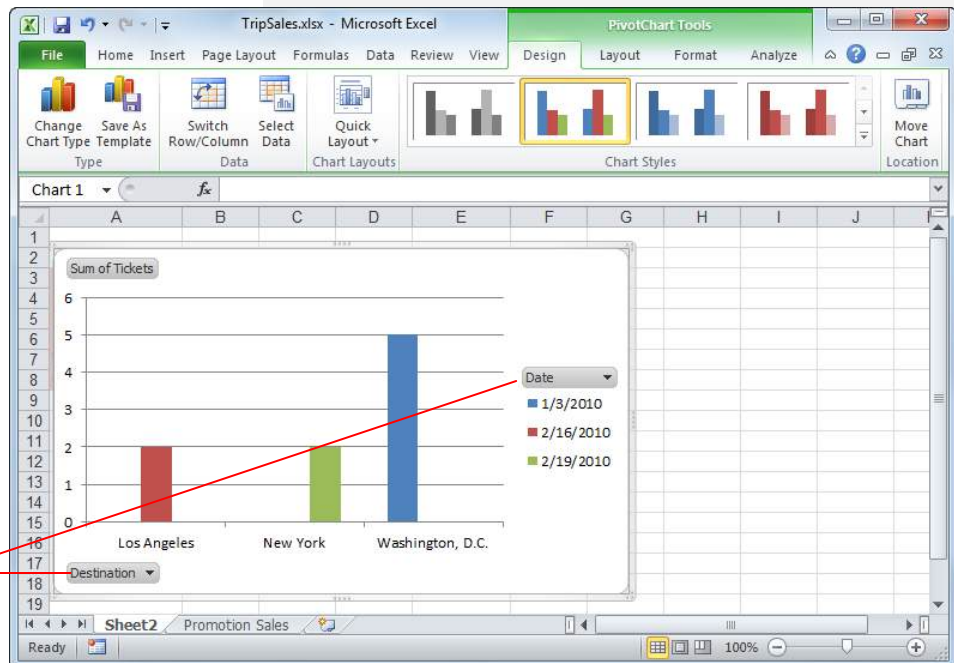 TripSales.xlsx - Microsoft Excel
PivotChart Tools
File Home Insert Page Layout Formulas Data Review View Design Layout Format Analyze
Change Chart Type
Save As Template
Switch Row/Column
Select Data
Quick Layout
Move Chart
Type
Data
Chart Layouts
Chart Styles
Location
Chart 1
fx
A B C D E F G H I J
1
2
3
4
5
6
7
8
9
10
11
12
13
14
15
16
17
18
19
Sum of Tickets
6
5
4
3
2
1
0
Los Angeles New York Washington, D.C.
Date
1/3/2010
2/16/2010
2/19/2010
Destination
Sheet2 Promotion Sales
Ready
100%